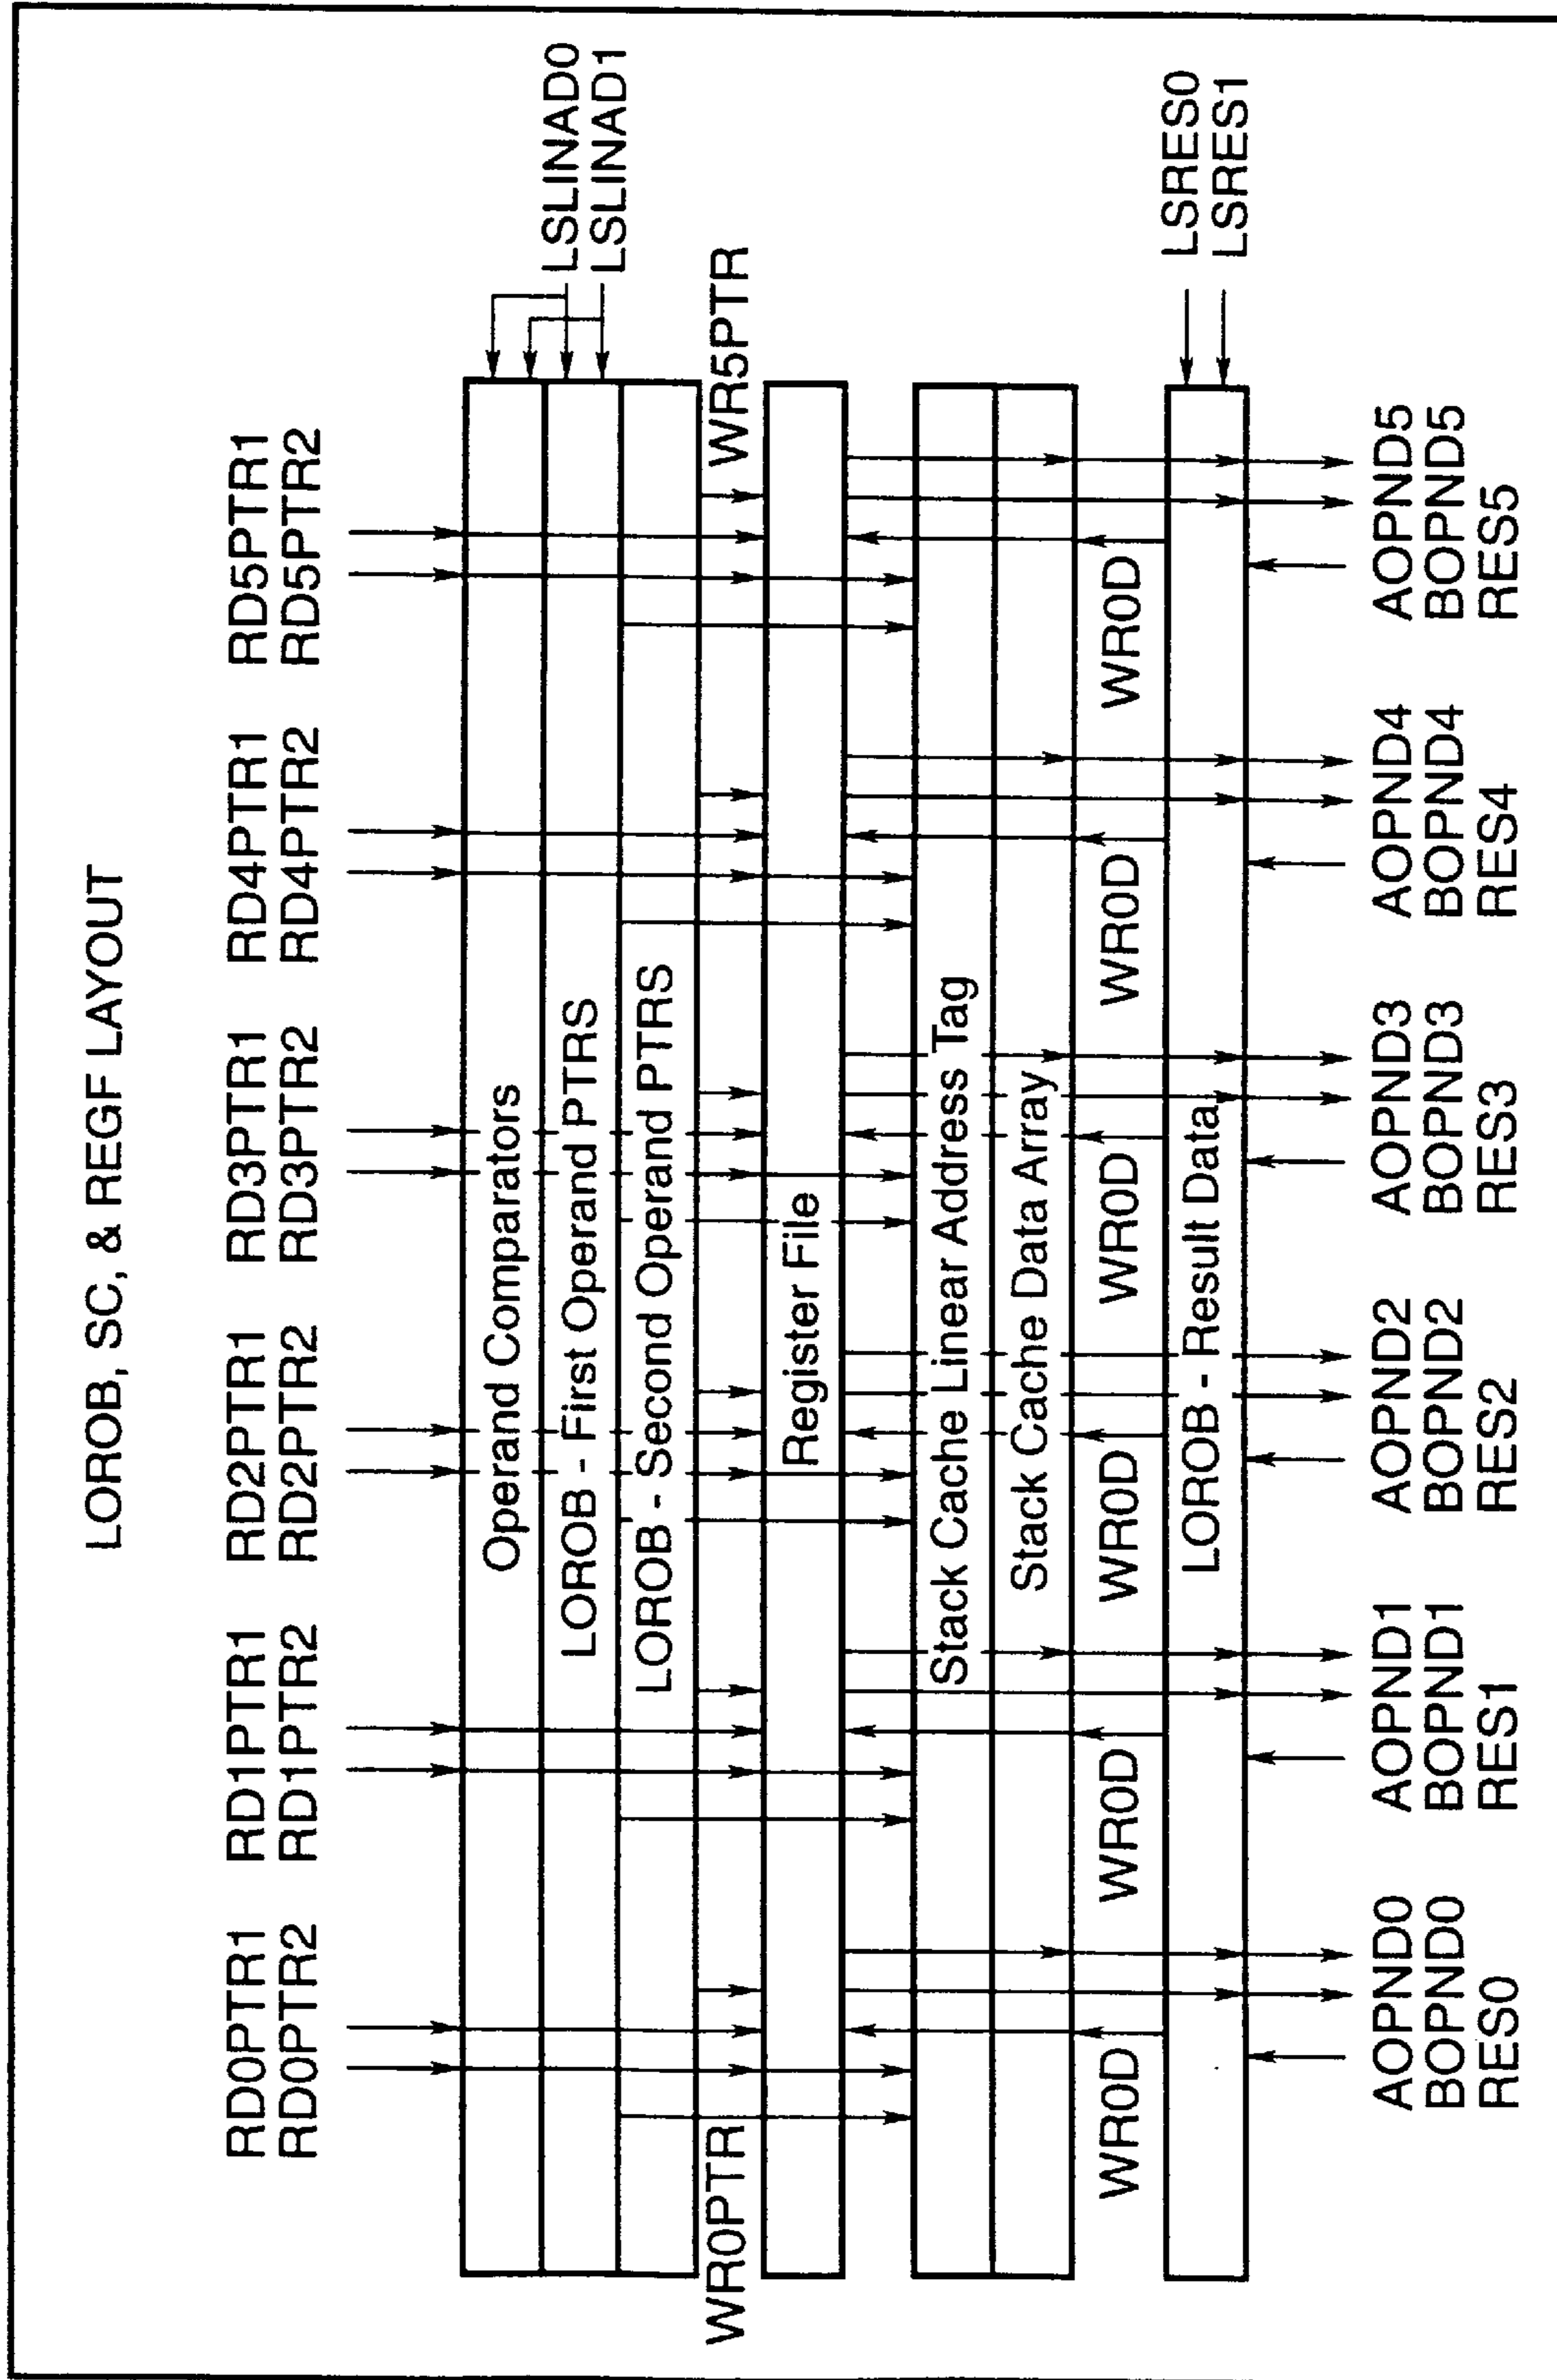 LOROB, SC, & REGF LAYOUT
RD0PTR1 RD1PTR1 RD2PTR1 RD3PTR1 RD4PTR1 RD5PTR1
RD0PTR2 RD1PTR2 RD2PTR2 RD3PTR2 RD4PTR2 RD5PTR2
Operand Comparators
LSLINAD0
LOROB - First Operand PTRS
LSLINAD1
LOROB - Second Operand PTRS
WR0PTR WR5PTR
Register File
Stack Cache Linear Address Tag
Stack Cache Data Array
WR0D WR0D WR0D WR0D WR0D WR0D
LSRES0
LOROB - Result Data
LSRES1
AOPND0 AOPND1 AOPND2 AOPND3 AOPND4 AOPND5
BOPND0 BOPND1 BOPND2 BOPND3 BOPND4 BOPND5
RES0 RES1 RES2 RES3 RES4 RES5